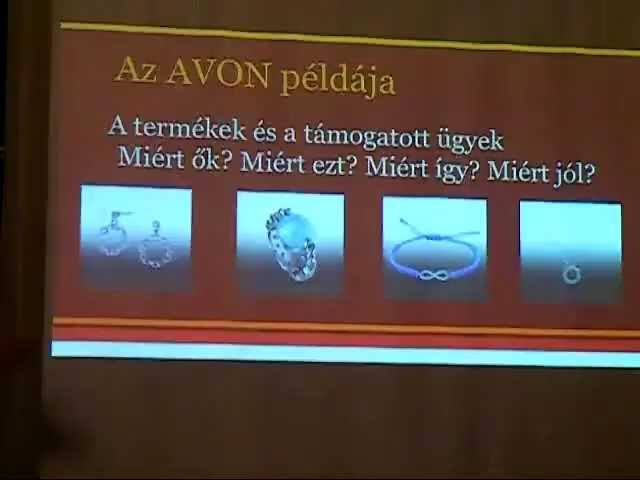 Az AVON példája
A termékek és a támogatott ügyek
Miért ők? Miért ezt? Miért így? Miért jól?